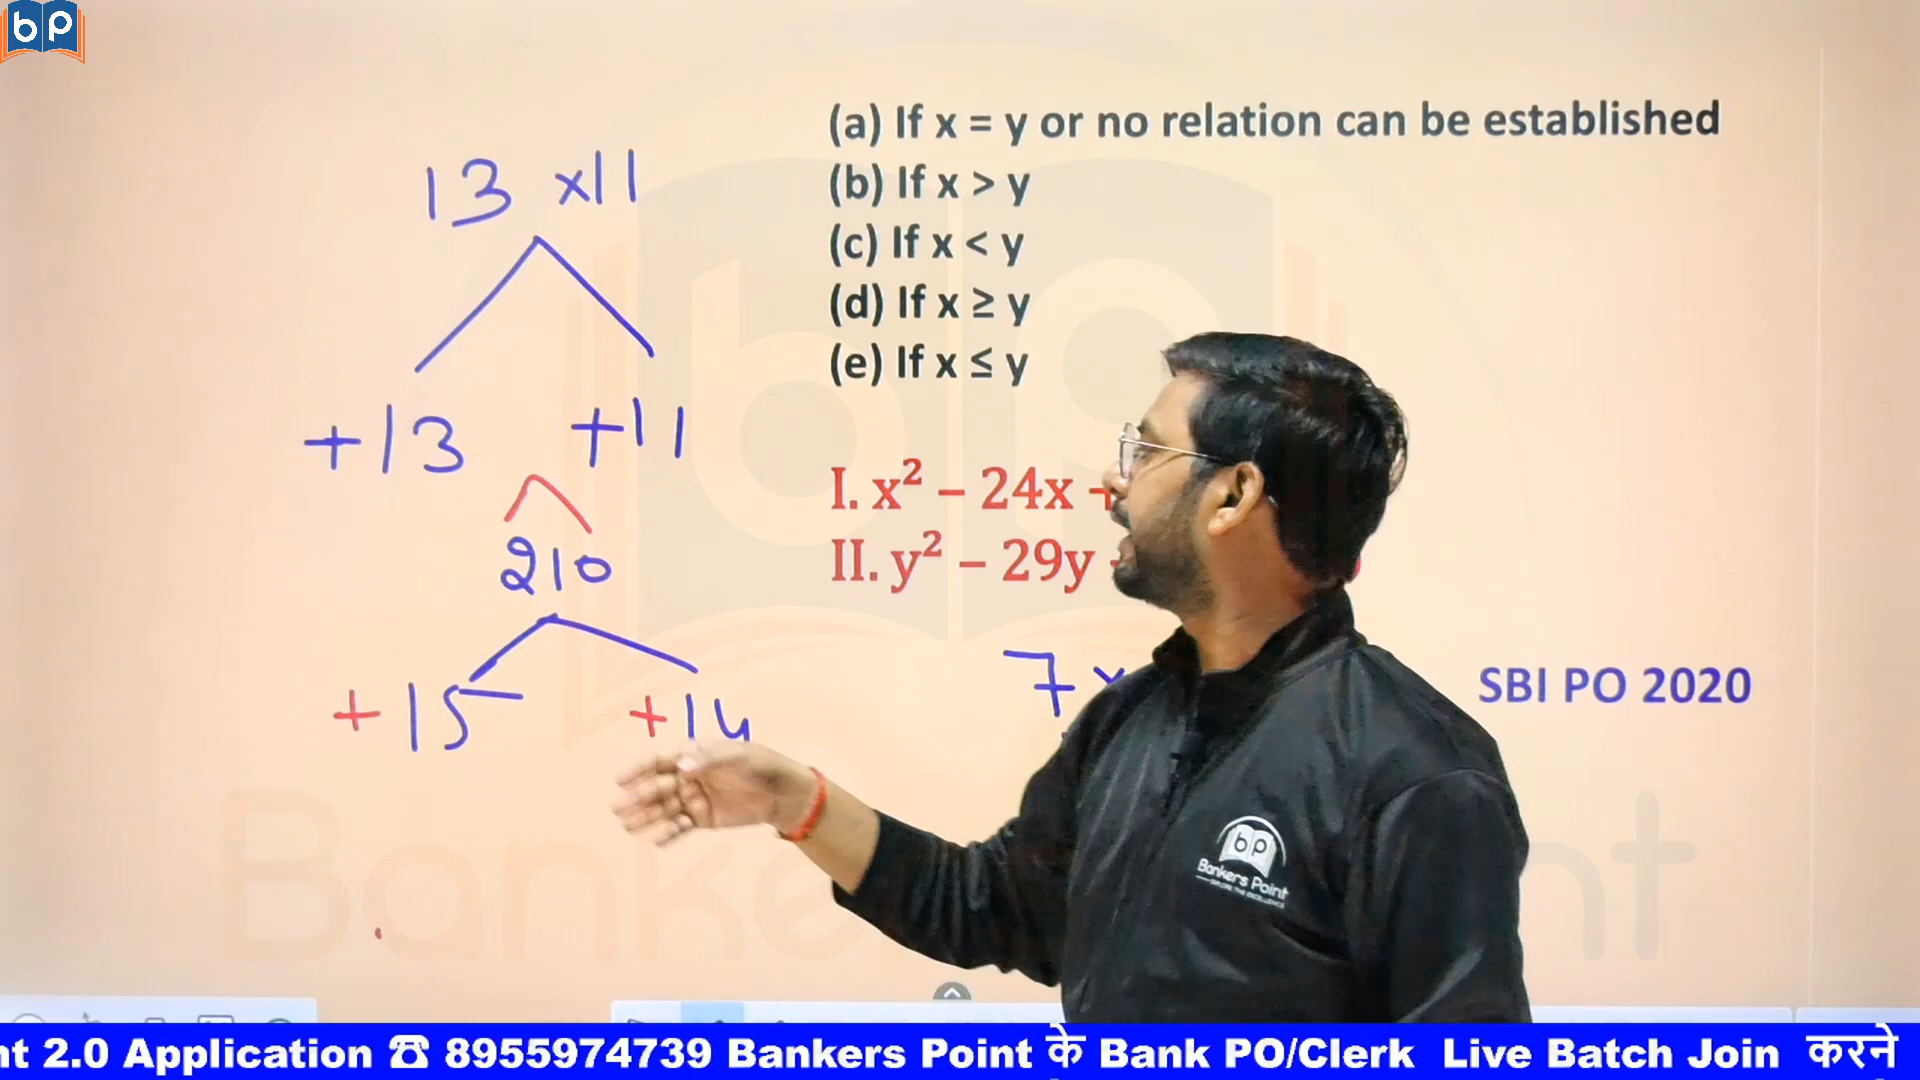 bp
(a) If x = y or no relation can be established
(b) If x > y
(c) If x < y
(d) If x ≥ y
(e) If x ≤ y
13 x11
+13 +11
210
+15 +14
I. x² – 24x +
II. y² – 29y
7 x
SBI PO 2020
bp
Bankers Point
nt 2.0 Application ☎ 8955974739 Bankers Point के Bank PO/Clerk Live Batch Join करने